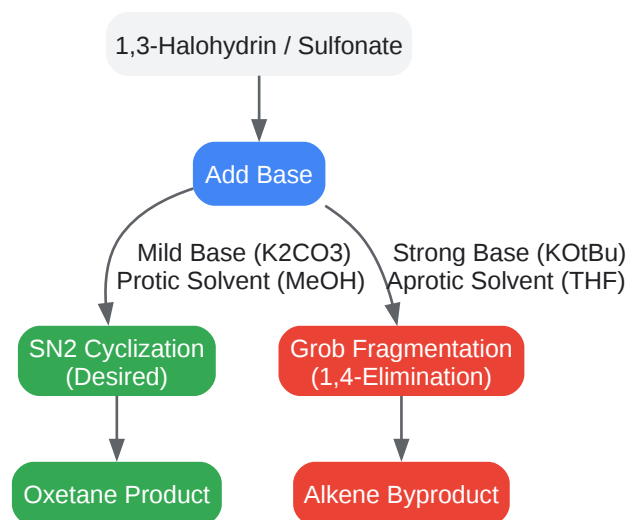 1,3-Halohydrin / Sulfonate
Add Base
Mild Base (K2CO3)
Protic Solvent (MeOH)
Strong Base (KOtBu)
Aprotic Solvent (THF)
SN2 Cyclization
(Desired)
Grob Fragmentation
(1,4-Elimination)
Oxetane Product
Alkene Byproduct